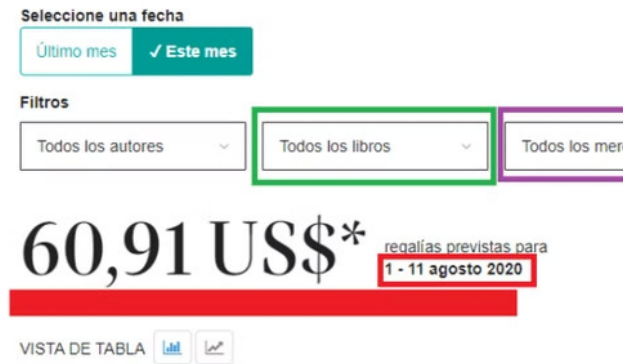 Seleccione una fecha
Último mes ✓ Este mes
Filtros
Todos los autores Todos los libros Todos los
60,91 US$* regalías previstas para
1 - 11 agosto 2020
VISTA DE TABLA